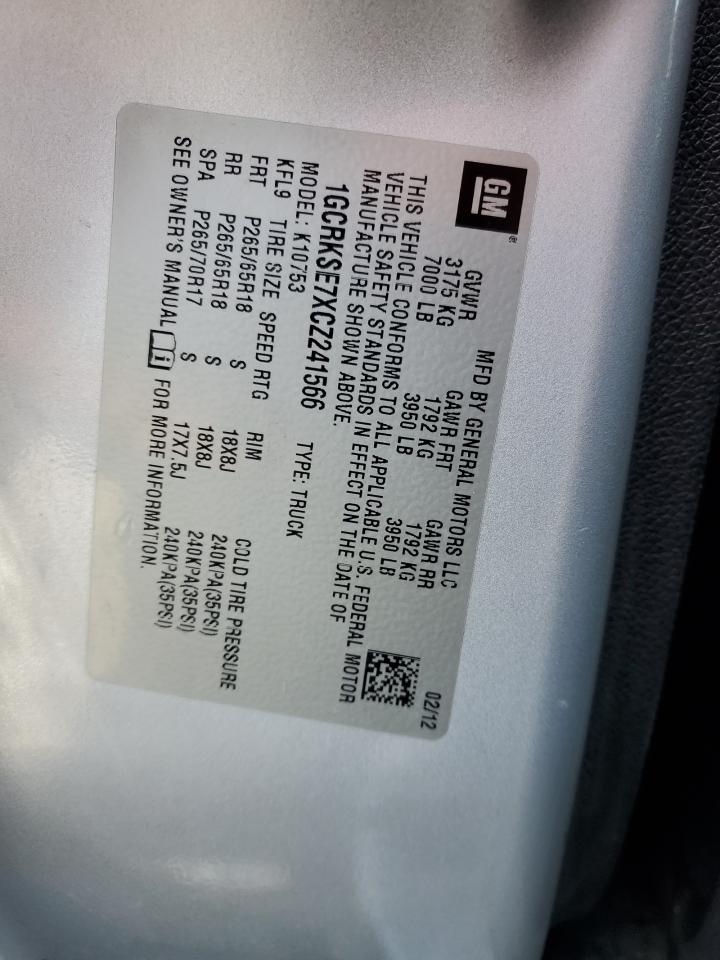 GM®
MFD BY GENERAL MOTORS LLC 02/12
GVWR GAWR FRT GAWR RR
3175 KG 1792 KG 1792 KG
7000 LB 3950 LB 3950 LB
THIS VEHICLE CONFORMS TO ALL APPLICABLE U.S. FEDERAL MOTOR
VEHICLE SAFETY STANDARDS IN EFFECT ON THE DATE OF
MANUFACTURE SHOWN ABOVE.
1GCRKSE7XCZ241566 TYPE: TRUCK
MODEL: K10753
KFL9 TIRE SIZE SPEED RTG RIM COLD TIRE PRESSURE
FRT P265/65R18 S 18X8J 240KPA(35PSI)
RR P265/65R18 S 18X8J 240KPA(35PSI)
SPA P265/70R17 S 17X7.5J 240KPA(35PSI)
SEE OWNER'S MANUAL i FOR MORE INFORMATION.